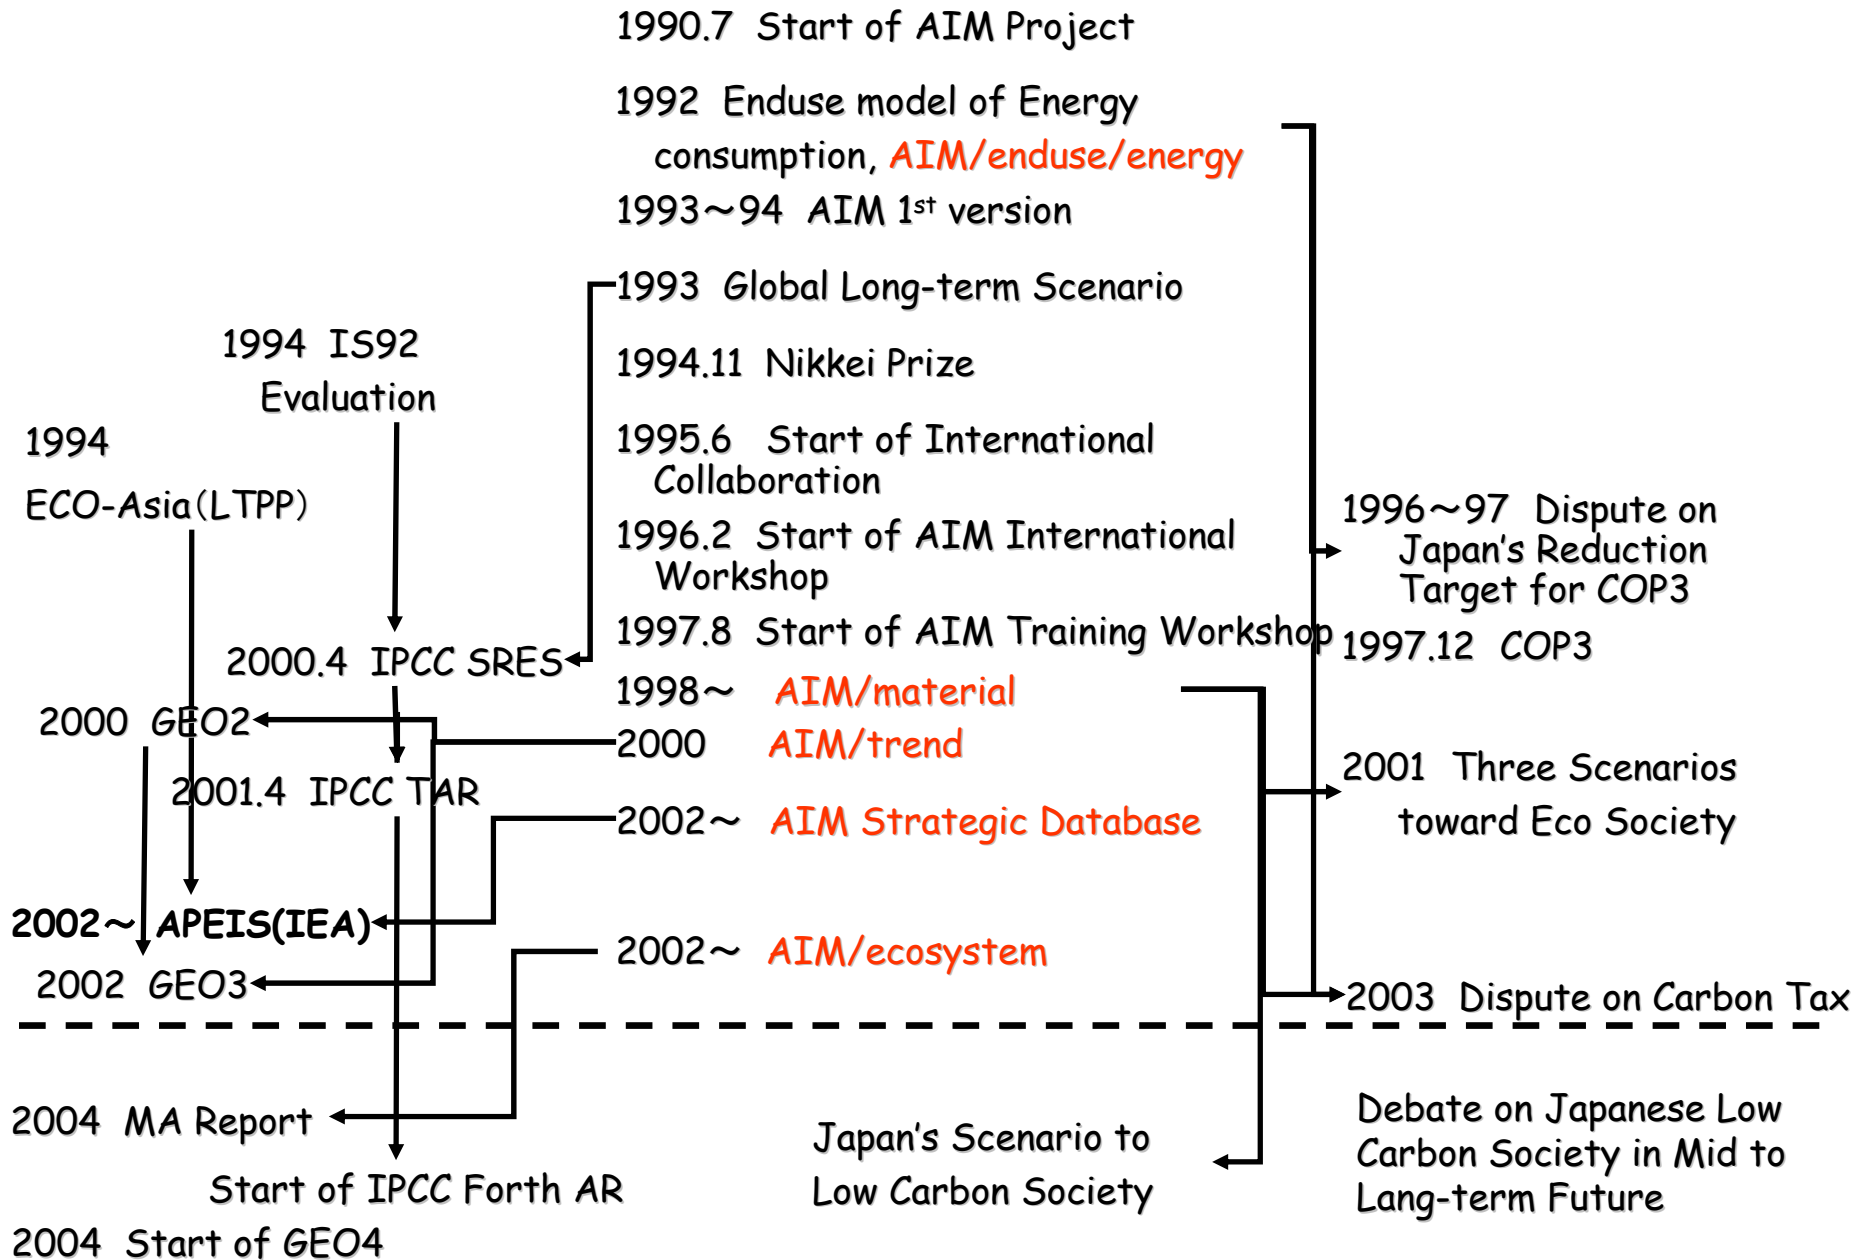 1990.7 Start of AIM Project
1992 Enduse model of Energy
consumption, AIM/enduse/energy
1993～94 AIM 1st version
1993 Global Long-term Scenario
1994.11 Nikkei Prize
1995.6 Start of International
Collaboration
1996.2 Start of AIM International
Workshop
1997.8 Start of AIM Training Workshop
1998～ AIM/material
2000 AIM/trend
2002～ AIM Strategic Database
2002～ AIM/ecosystem
1994 IS92
Evaluation
1994
ECO-Asia（LTPP）
2000.4 IPCC SRES
2000 GEO2
2001.4 IPCC TAR
2002～ APEIS(IEA)
2002 GEO3
2004 MA Report
Start of IPCC Forth AR
2004 Start of GEO4
1996～97 Dispute on
Japan's Reduction
Target for COP3
1997.12 COP3
2001 Three Scenarios
toward Eco Society
2003 Dispute on Carbon Tax
Japan's Scenario to
Low Carbon Society
Debate on Japanese Low
Carbon Society in Mid to
Lang-term Future